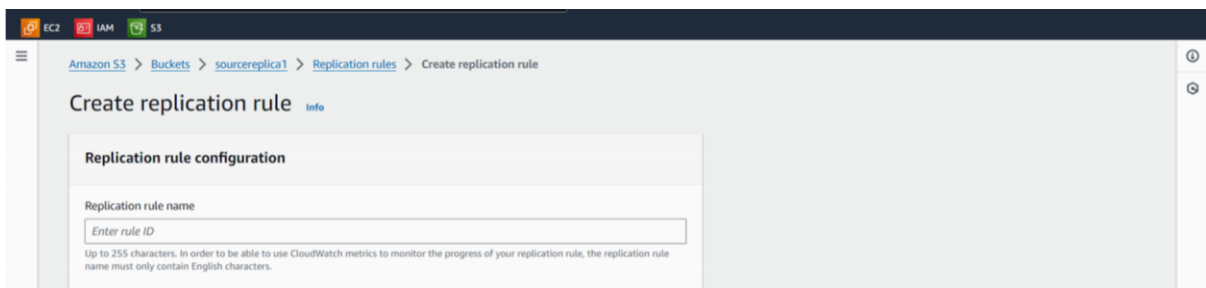 EC2 IAM S3
Amazon S3 > Buckets > sourcereplica1 > Replication rules > Create replication rule
Create replication rule Info
Replication rule configuration
Replication rule name
Enter rule ID
Up to 255 characters. In order to be able to use CloudWatch metrics to monitor the progress of your replication rule, the replication rule
name must only contain English characters.